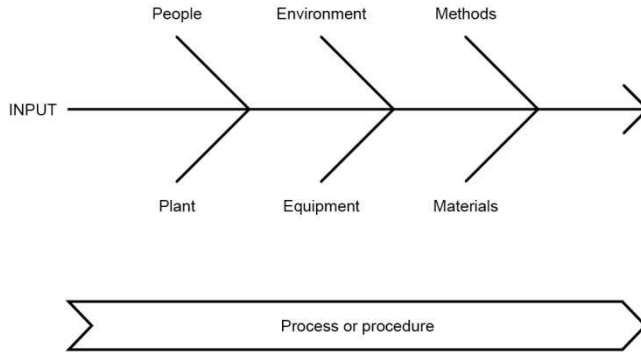 People
Environment
Methods
INPUT
Plant
Equipment
Materials
Process or procedure